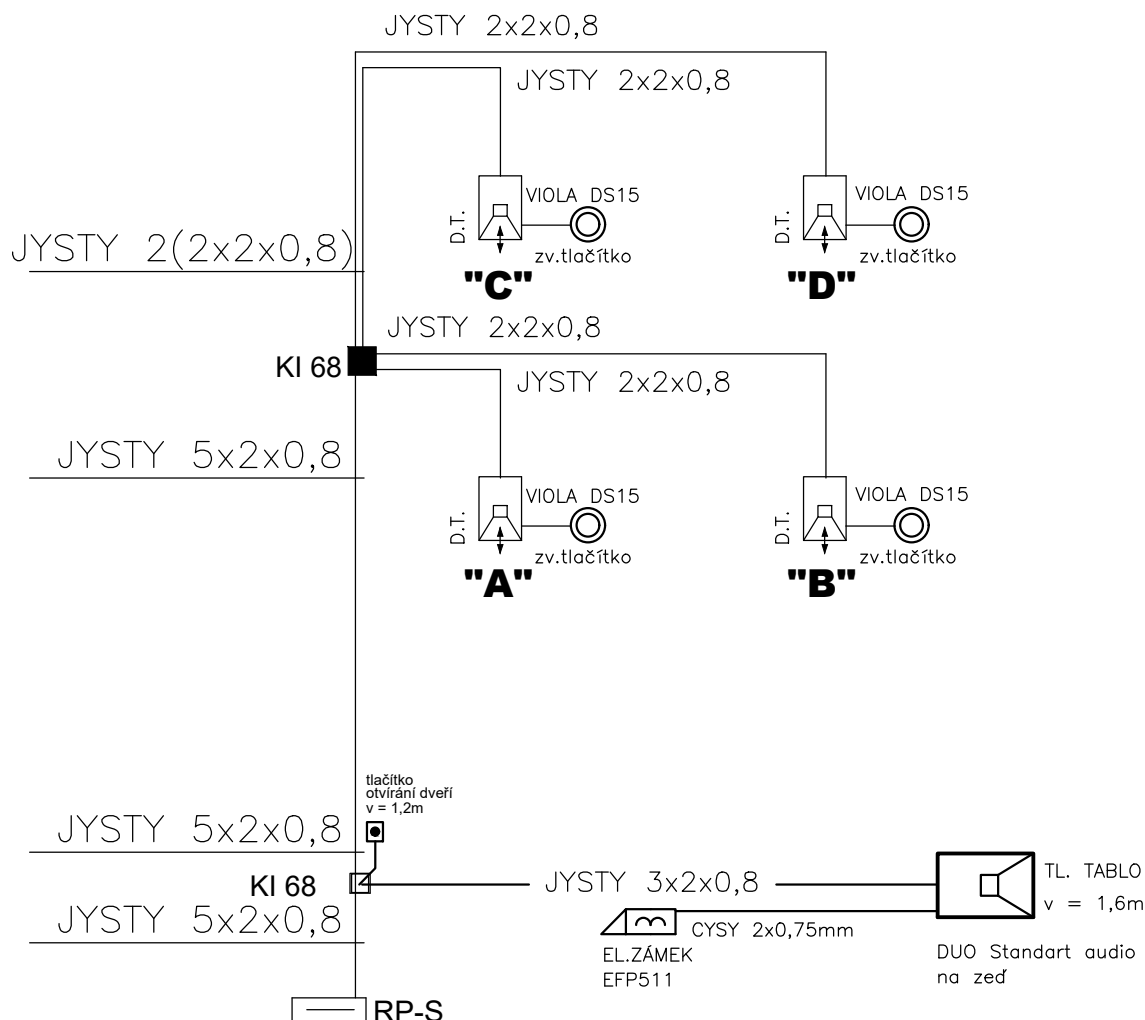 JYSTY 2x2x0,8
JYSTY 2x2x0,8
D.T.
VIOLA DS15
zv.tlačítko
"C"
D.T.
VIOLA DS15
zv.tlačítko
"D"
JYSTY 2(2x2x0,8)
JYSTY 2x2x0,8
KI 68
JYSTY 2x2x0,8
JYSTY 5x2x0,8
D.T.
VIOLA DS15
zv.tlačítko
"A"
D.T.
VIOLA DS15
zv.tlačítko
"B"
tlačítko
otvírání dveří
v = 1,2m
JYSTY 5x2x0,8
KI 68
JYSTY 3x2x0,8
TL. TABLO
v = 1,6m
JYSTY 5x2x0,8
CYSY 2x0,75mm
EL.ZÁMEK
EFP511
DUO Standart audio
na zeď
RP-S